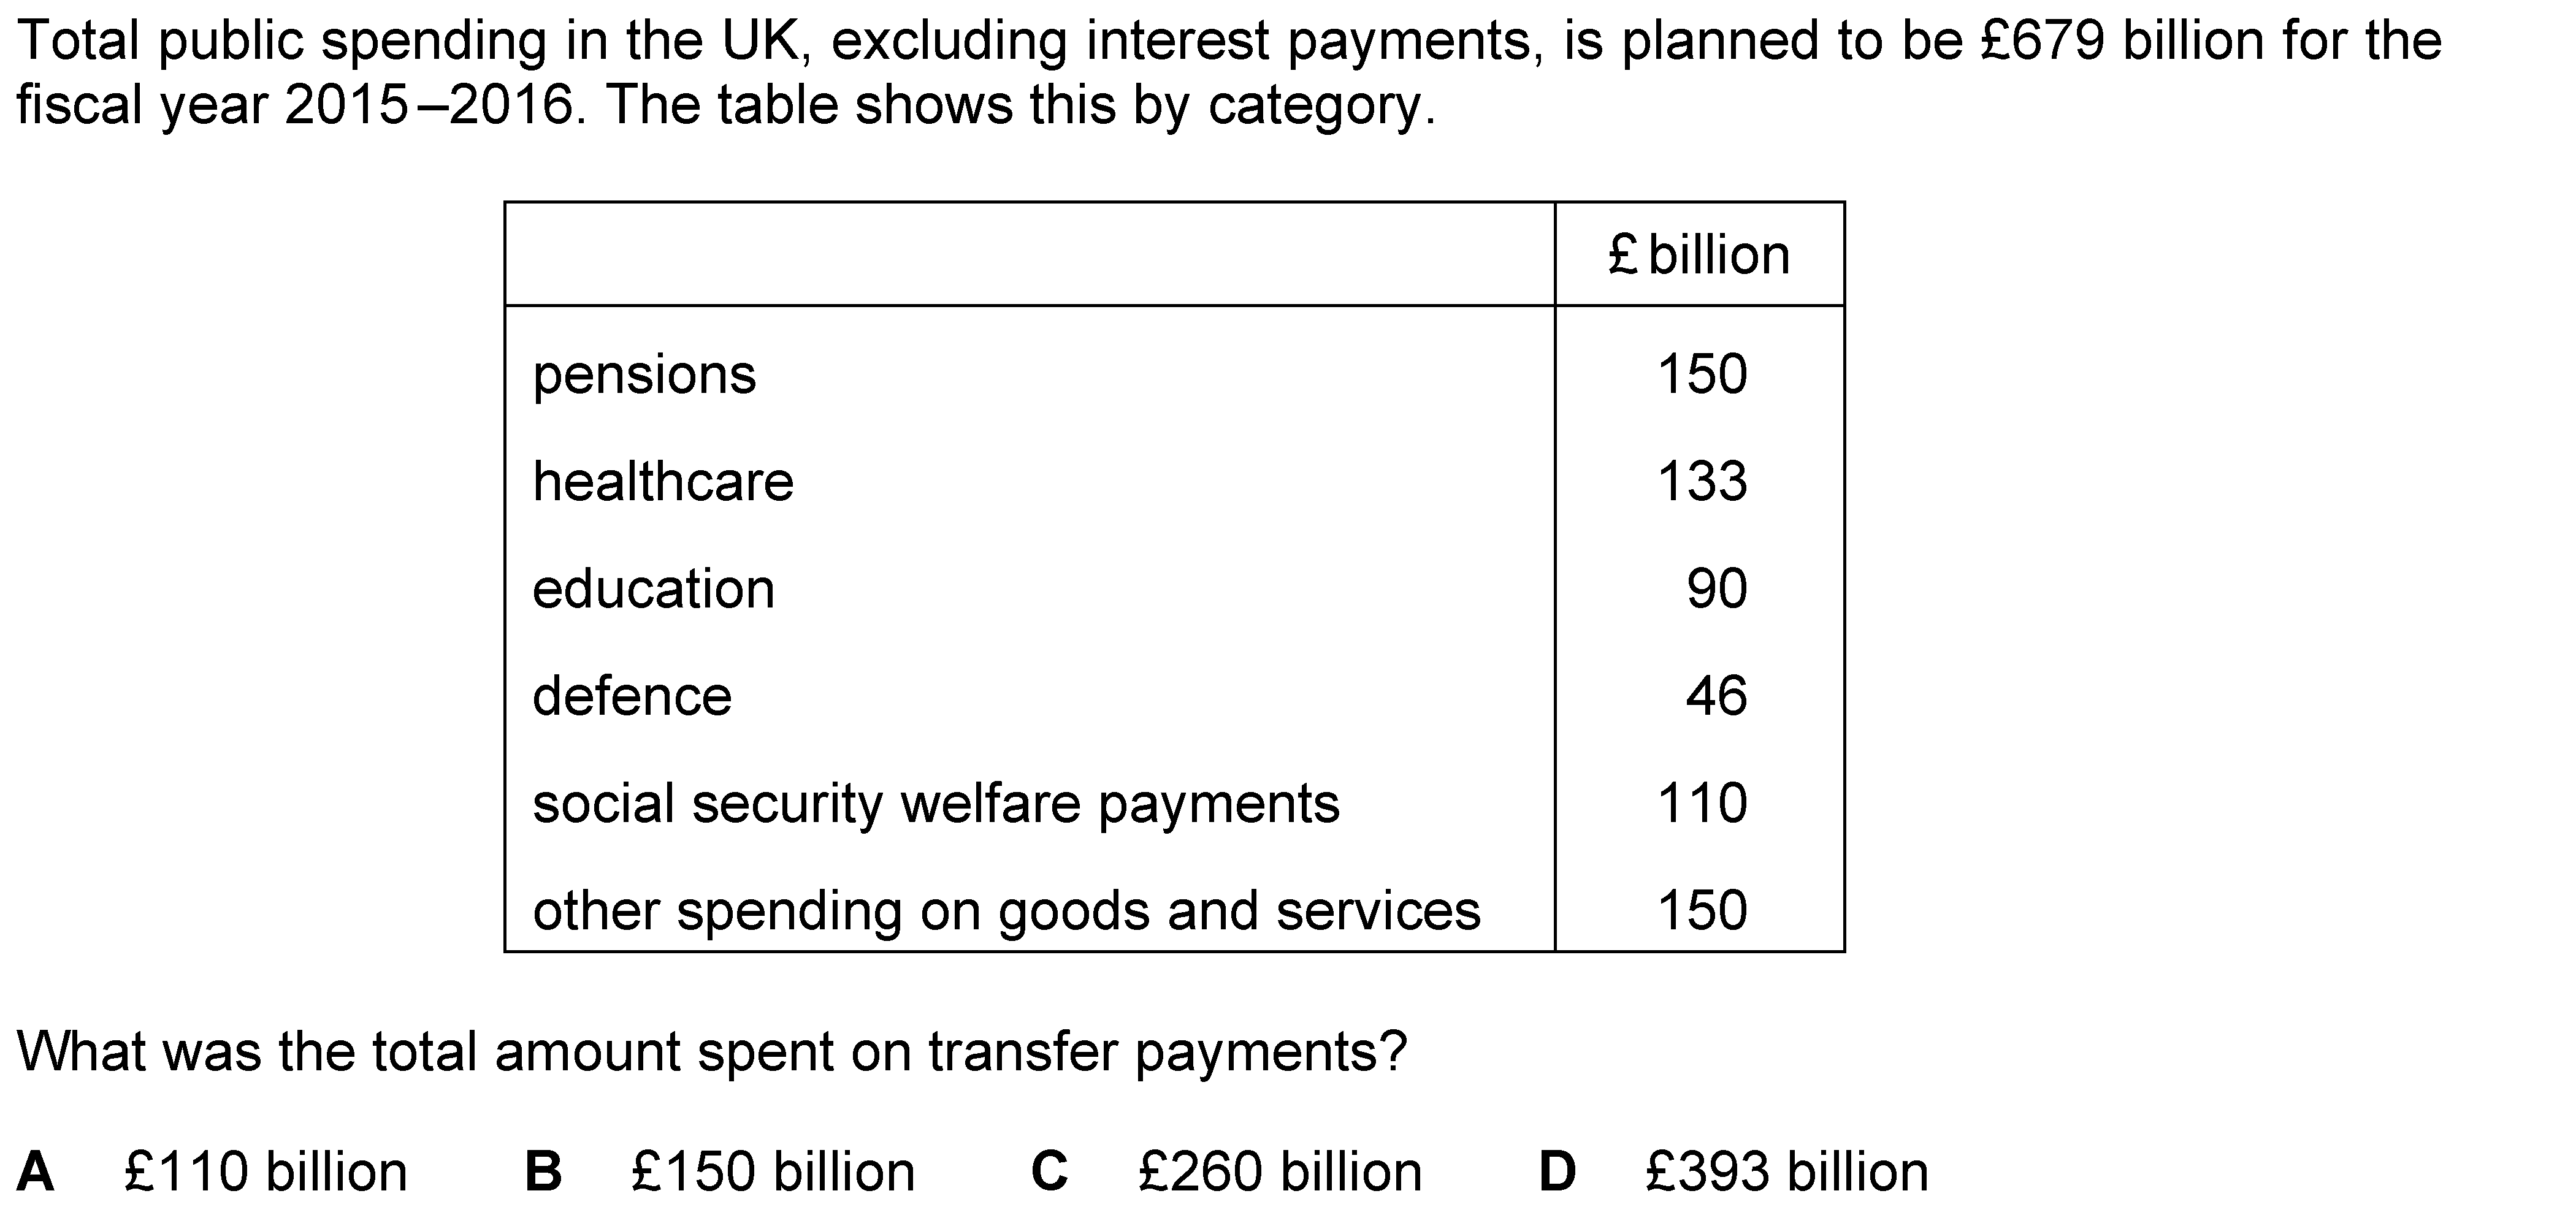 Total public spending in the UK, excluding interest payments, is planned to be £679 billion for the
fiscal year 2015–2016. The table shows this by category.
£ billion
pensions 150
healthcare 133
education 90
defence 46
social security welfare payments 110
other spending on goods and services 150
What was the total amount spent on transfer payments?
A £110 billion B £150 billion C £260 billion D £393 billion